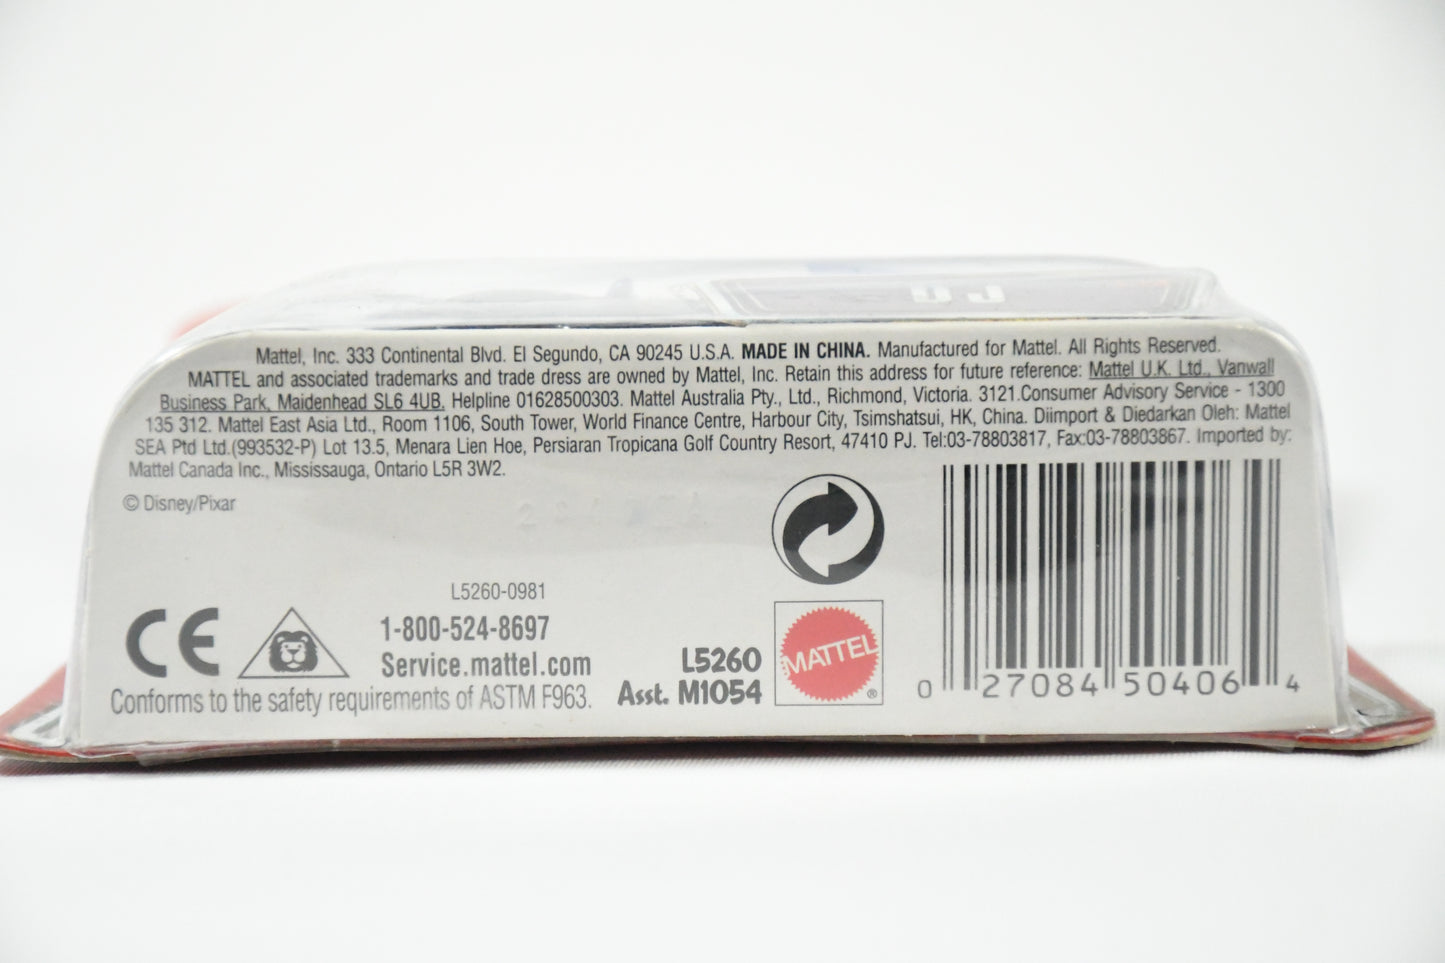 DJ
Mattel, Inc. 333 Continental Blvd. El Segundo, CA 90245 U.S.A. MADE IN CHINA. Manufactured for Mattel. All Rights Reserved.
MATTEL and associated trademarks and trade dress are owned by Mattel, Inc. Retain this address for future reference: Mattel U.K. Ltd., Vanwall
Business Park, Maidenhead SL6 4UB. Helpline 01628500303. Mattel Australia Pty., Ltd., Richmond, Victoria. 3121.Consumer Advisory Service - 1300
135 312. Mattel East Asia Ltd., Room 1106, South Tower, World Finance Centre, Harbour City, Tsimshatsui, HK, China. Diimport & Diedarkan Oleh: Mattel
SEA Ptd Ltd.(993532-P) Lot 13.5, Menara Lien Hoe, Persiaran Tropicana Golf Country Resort, 47410 PJ. Tel:03-78803817, Fax:03-78803867. Imported by:
Mattel Canada Inc., Mississauga, Ontario L5R 3W2.
© Disney/Pixar
L5260-0981
CE
1-800-524-8697
Service.mattel.com
Conforms to the safety requirements of ASTM F963.
L5260
Asst. M1054
MATTEL
®
0 27084 50406 4